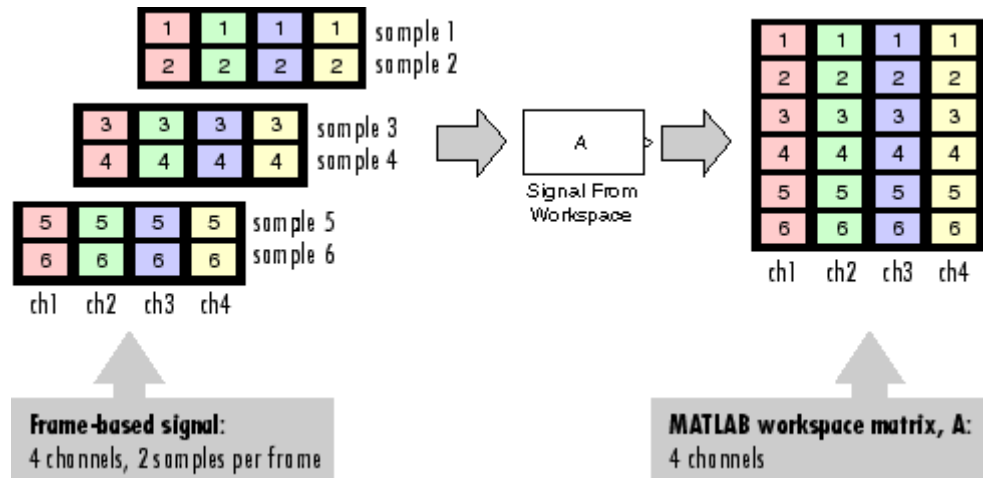 1 1 1 1 sample 1
2 2 2 2 sample 2
3 3 3 3 sample 3
4 4 4 4 sample 4
5 5 5 5 sample 5
6 6 6 6 sample 6
ch1 ch2 ch3 ch4
Frame-based signal:
4 channels, 2 samples per frame
A
Signal From
Workspace
1 1 1 1
2 2 2 2
3 3 3 3
4 4 4 4
5 5 5 5
6 6 6 6
ch1 ch2 ch3 ch4
MATLAB workspace matrix, A:
4 channels